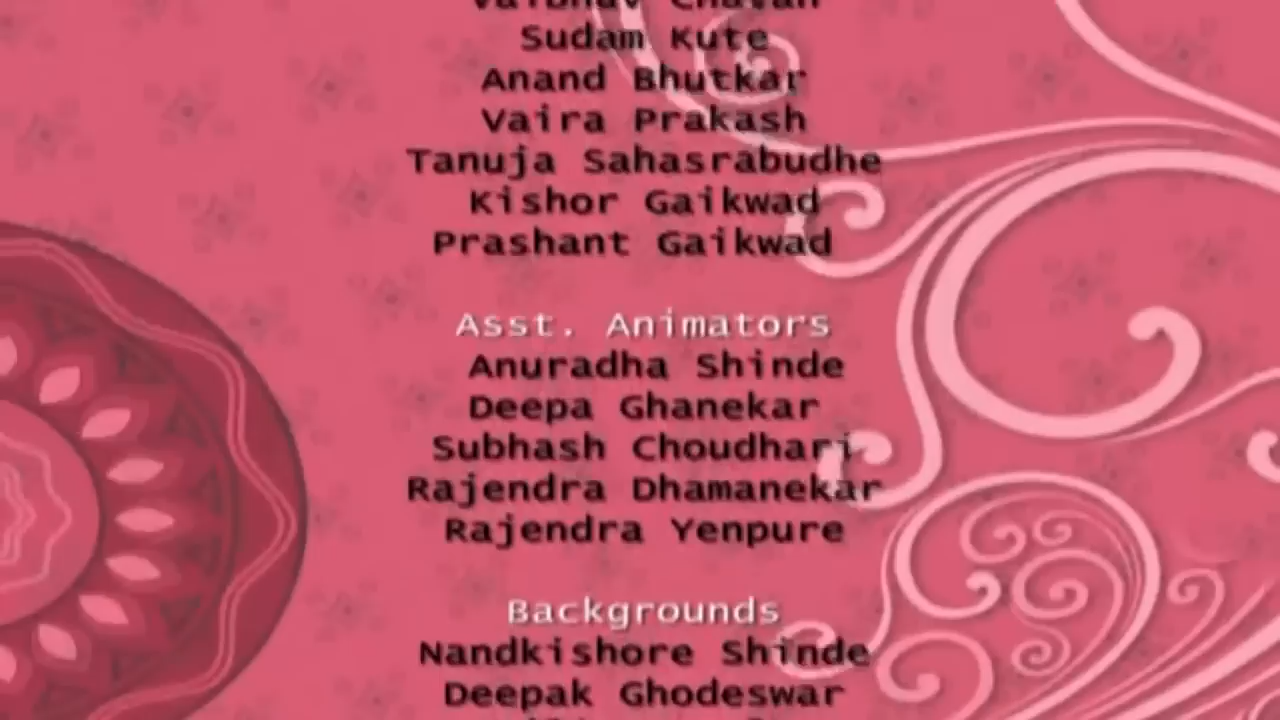 Sudam Kute
Anand Bhutkar
Vaira Prakash
Tanuja Sahasrabudhe
Kishor Gaikwad
Prashant Gaikwad
Asst. Animators
Anuradha Shinde
Deepa Ghanekar
Subhash Choudhari
Rajendra Dhamanekar
Rajendra Yenpure
Backgrounds
Nandkishore Shinde
Deepak Ghodeswar